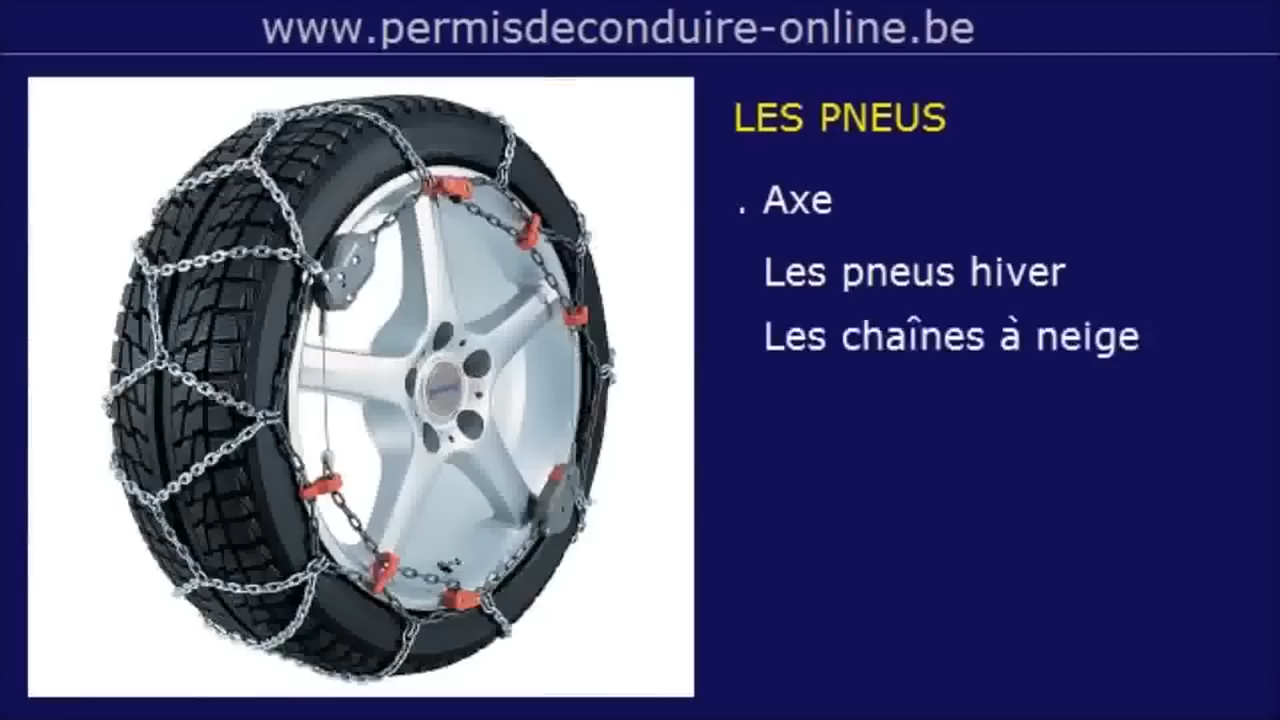 www.permisdeconduire-online.be
LES PNEUS
. Axe
Les pneus hiver
Les chaînes à neige